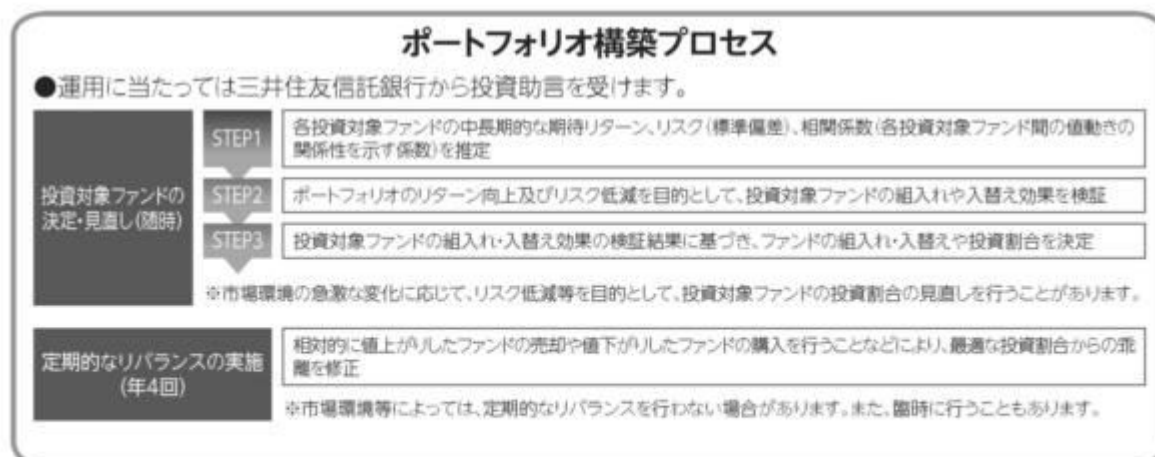 ポートフォリオ構築プロセス
●運用に当たっては三井住友信託銀行から投資助言を受けます。
投資対象ファンドの
決定・見直し(随時)
STEP1
各投資対象ファンドの中長期的な期待リターン、リスク(標準偏差)、相関係数(各投資対象ファンド間の値動きの
関係性を示す係数)を推定
STEP2
ポートフォリオのリターン向上及びリスク低減を目的として、投資対象ファンドの組入れや入替え効果を検証
STEP3
投資対象ファンドの組入れ・入替え効果の検証結果に基づき、ファンドの組入れ・入替えや投資割合を決定
※市場環境の急激な変化に応じて、リスク低減等を目的として、投資対象ファンドの投資割合の見直しを行うことがあります。
定期的なリバランスの実施
(年4回)
相対的に値上がりしたファンドの売却や値下がりしたファンドの購入を行うことなどにより、最適な投資割合からの乖
離を修正
※市場環境等によっては、定期的なリバランスを行わない場合があります。また、臨時に行うこともあります。